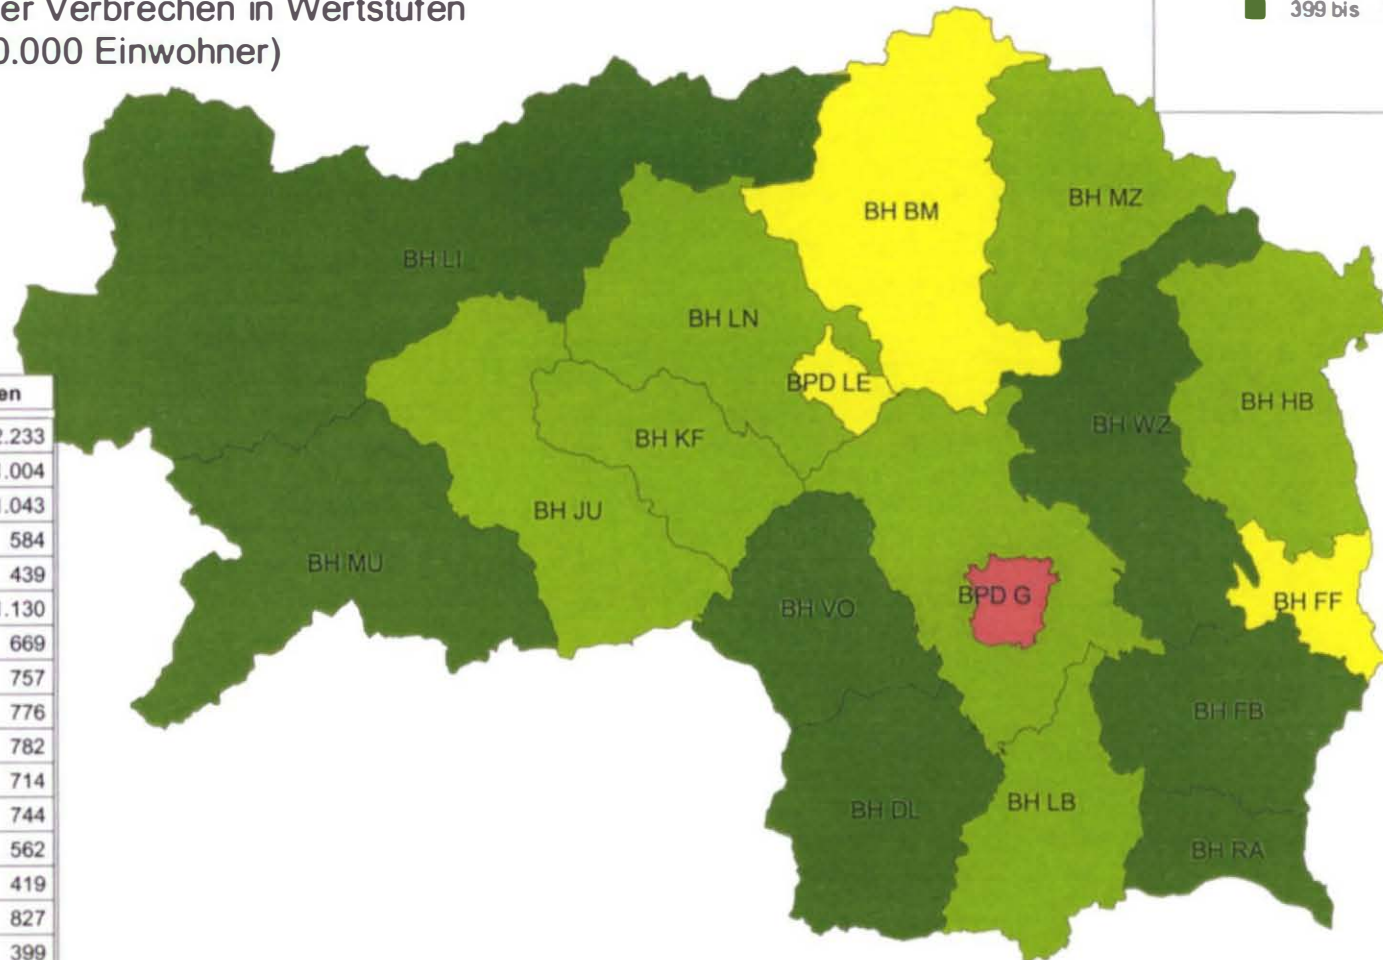 er Verbrechen in Wertstufen
0.000 Einwohner)
399 bis
BH BM
BH MZ
BH LI
BH LN
BPD LE
BH HB
BH WZ
BH KF
BH JU
BH MU
BH VO
BPD G
BH FF
BH FB
BH DL
BH LB
BH RA
en
2.233
.004
.043
584
439
.130
669
757
776
782
714
744
562
419
827
399